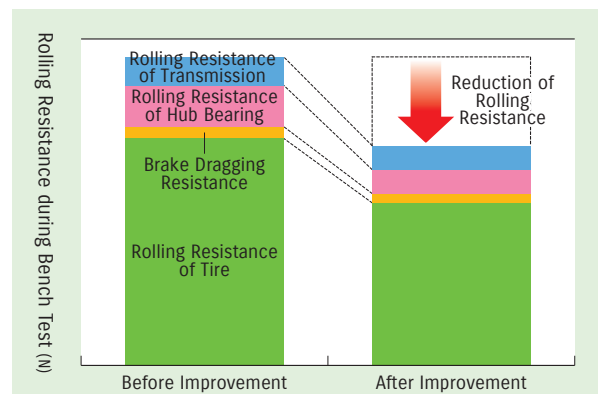 Rolling Resistance during Bench Test (N)
Rolling Resistance
of Transmission
Rolling Resistance
of Hub Bearing
Brake Dragging
Resistance
Rolling Resistance
of Tire
Reduction of
Rolling
Resistance
Before Improvement
After Improvement